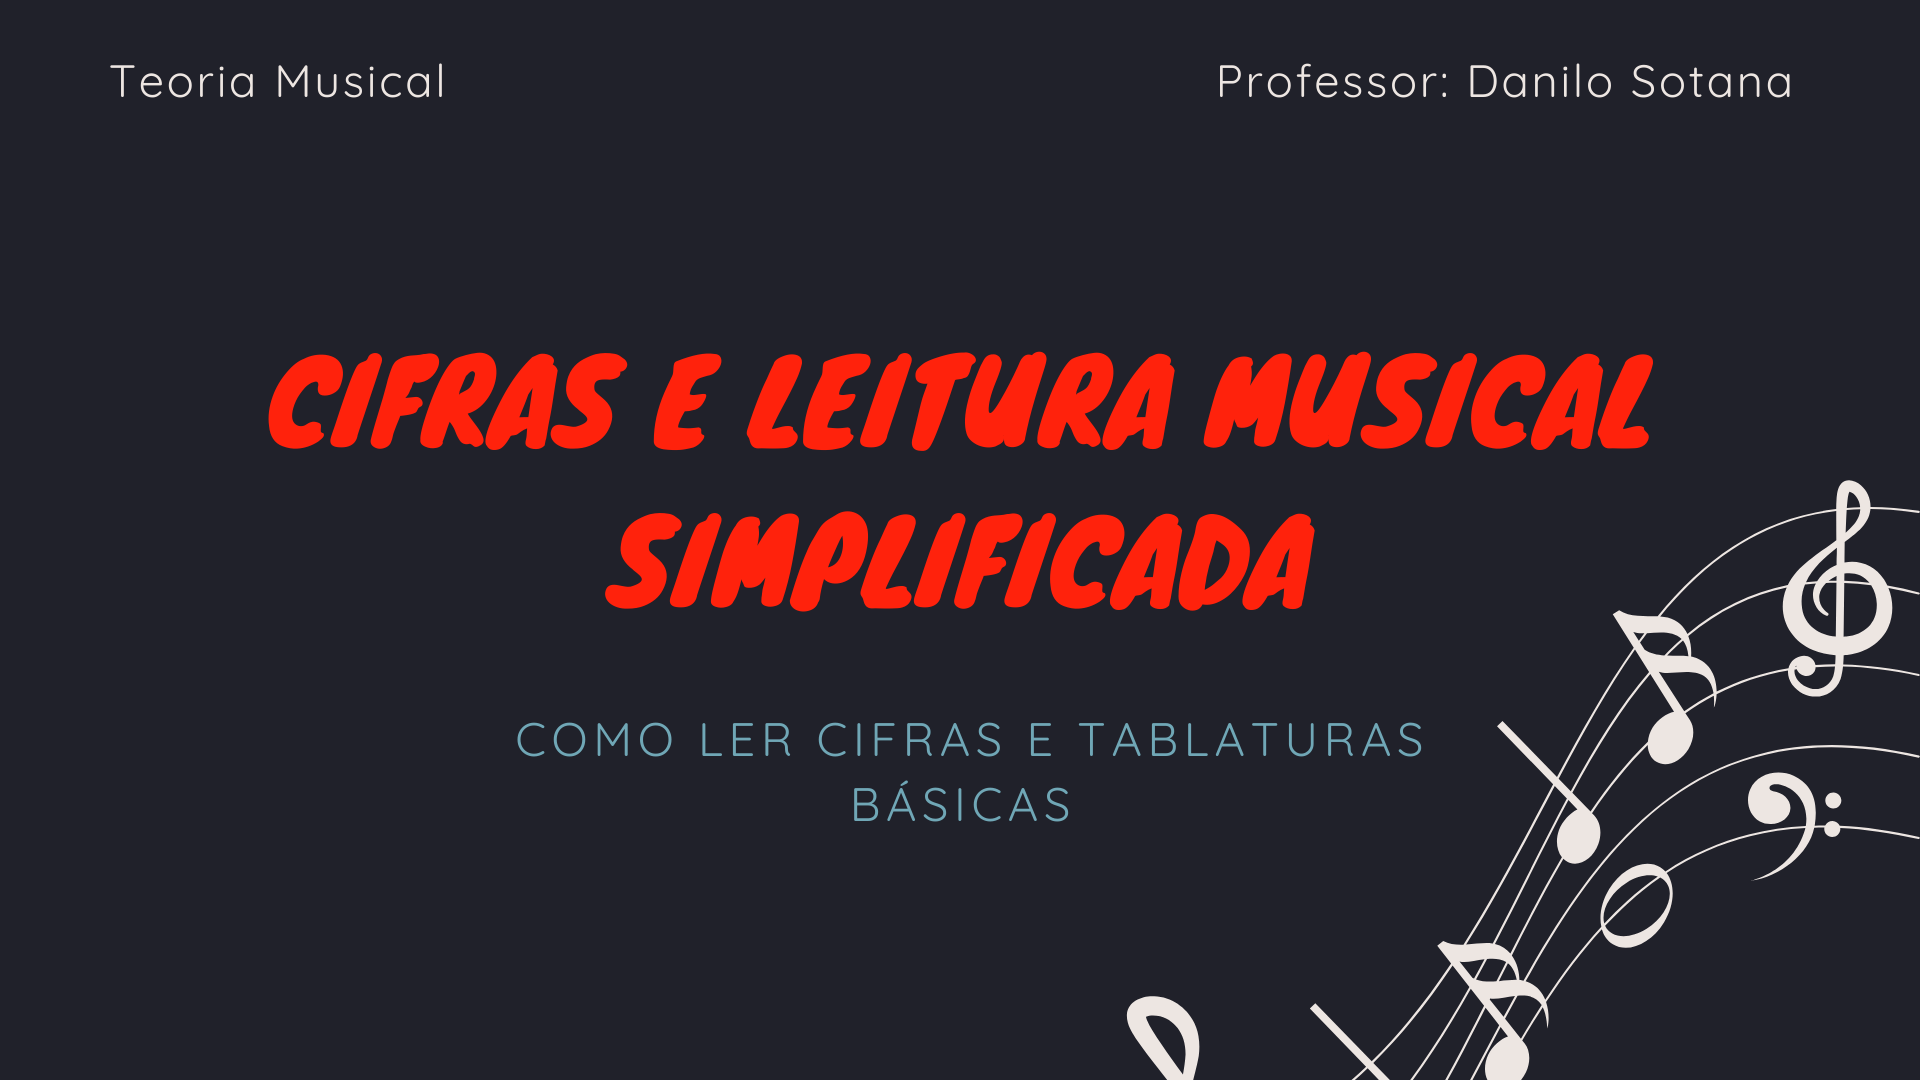 Teoria Musical
Professor: Danilo Sotana
CIFRAS E LEITURA MUSICAL
SIMPLIFICADA
COMO LER CIFRAS E TABLATURAS
BÁSICAS